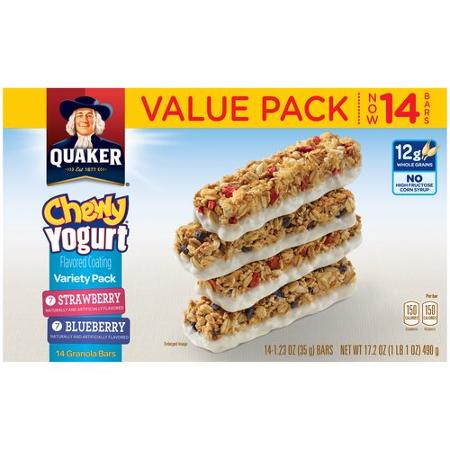 VALUE PACK
NOW 14 BARS
QUAKER
Est 1877
Chewy
Yogurt
Flavored Coating
Variety Pack
7 STRAWBERRY
NATURALLY AND ARTIFICIALLY FLAVORED
7 BLUEBERRY
NATURALLY AND ARTIFICIALLY FLAVORED
14 Granola Bars
12g
WHOLE GRAINS
NO
HIGH FRUCTOSE
CORN SYRUP
Per bar
150 CALORIES 150 CALORIES
Enlarged Image
14-1.23 OZ (35 g) BARS NET WT 17.2 OZ (1 LB 1 OZ) 490 g